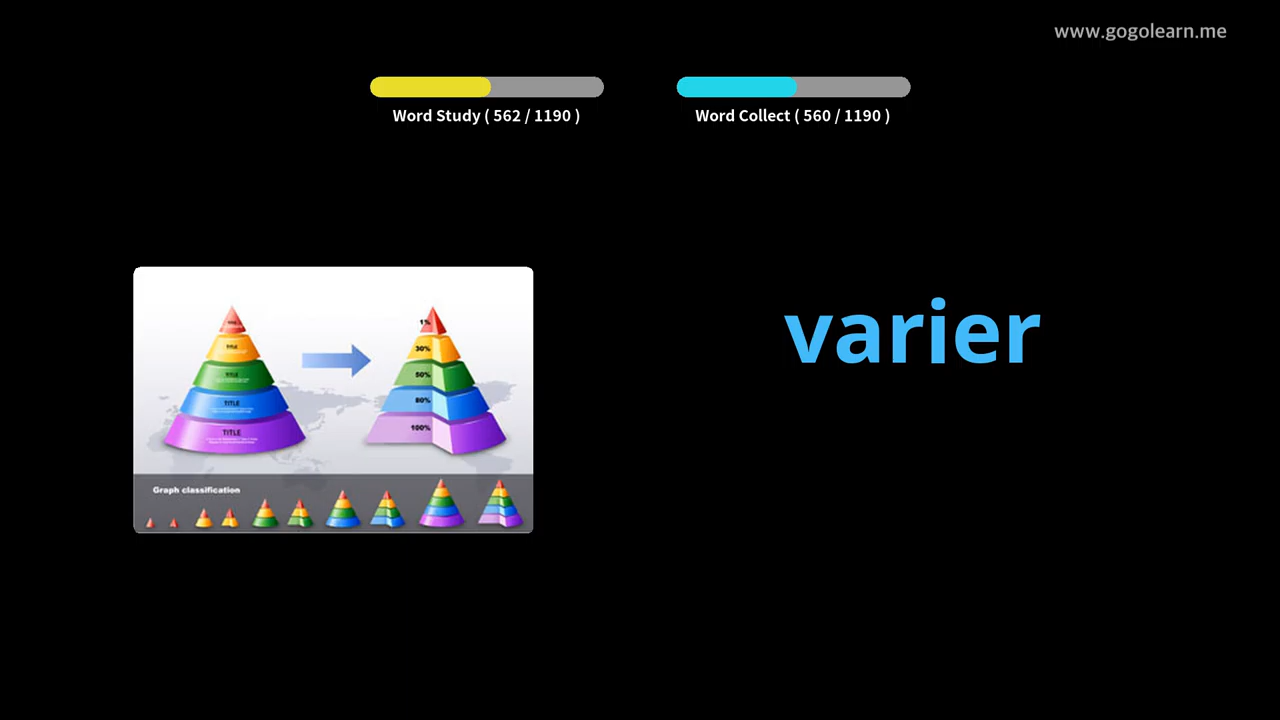 www.gogolearn.me
Word Study ( 562 / 1190 )
Word Collect ( 560 / 1190 )
varier
TITLE
TITLE
TITLE
TITLE
1%
30%
50%
80%
100%
Graph classification